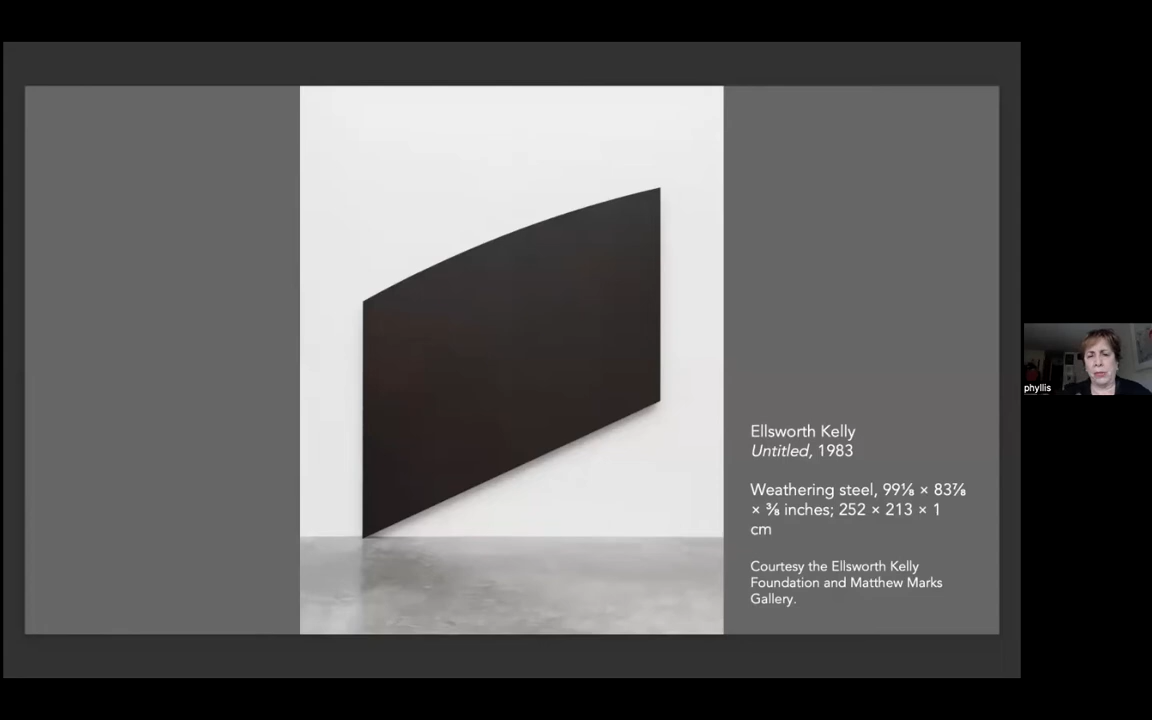 Ellsworth Kelly
Untitled, 1983
Weathering steel, 99⅛ × 83⅞
× ⅜ inches; 252 × 213 × 1
cm
Courtesy the Ellsworth Kelly
Foundation and Matthew Marks
Gallery.
phyllis